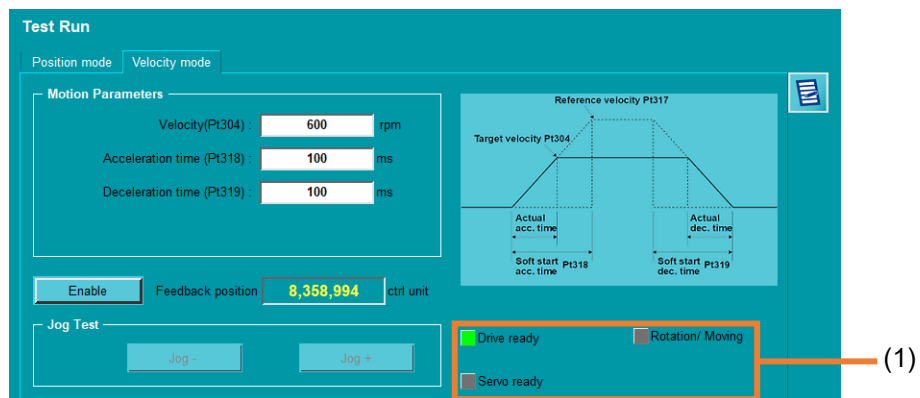 Test Run
Position mode Velocity mode
Motion Parameters
Velocity(Pt304) : 600 rpm
Acceleration time (Pt318) : 100 ms
Deceleration time (Pt319) : 100 ms
Reference velocity Pt317
Target velocity Pt304
Actual acc. time
Actual dec. time
Soft start acc. time Pt318
Soft start dec. time Pt319
Enable Feedback position 8,358,994 ctrl unit
Jog Test
Jog - Jog +
Drive ready Rotation/ Moving
Servo ready
(1)